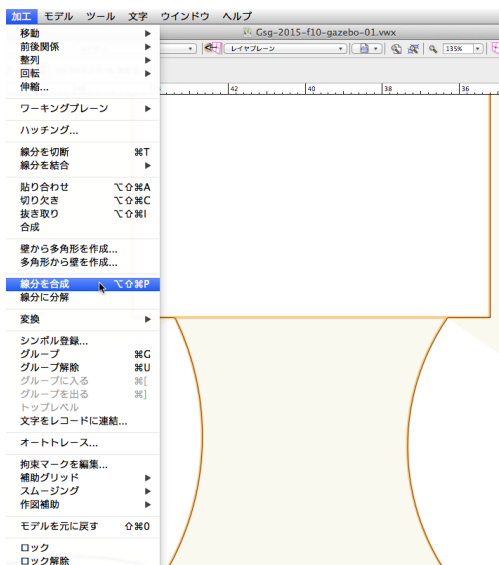 加工 モデル ツール 文字 ウインドウ ヘルプ
Gsg-2015-f10-gazebo-01.vwx
レイヤプレーン 135%
42 40 38 36
移動
前後関係
整列
回転
伸縮...
ワーキングプレーン
ハッチング...
線分を切断 ⌘T
線分を結合
貼り合わせ ⌥⇧⌘A
切り欠き ⌥⇧⌘C
抜き取り ⌥⇧⌘I
合成
壁から多角形を作成...
多角形から壁を作成...
線分を合成 ⌥⇧⌘P
線分に分解
変換
シンボル登録...
グループ ⌘G
グループ解除 ⌘U
グループに入る ⌘[
グループを出る ⌘]
トップレベル
文字をレコードに連結...
オートトレース...
拘束マークを編集...
補助グリッド
スムージング
作図補助
モデルを元に戻す ⇧⌘0
ロック
ロック解除